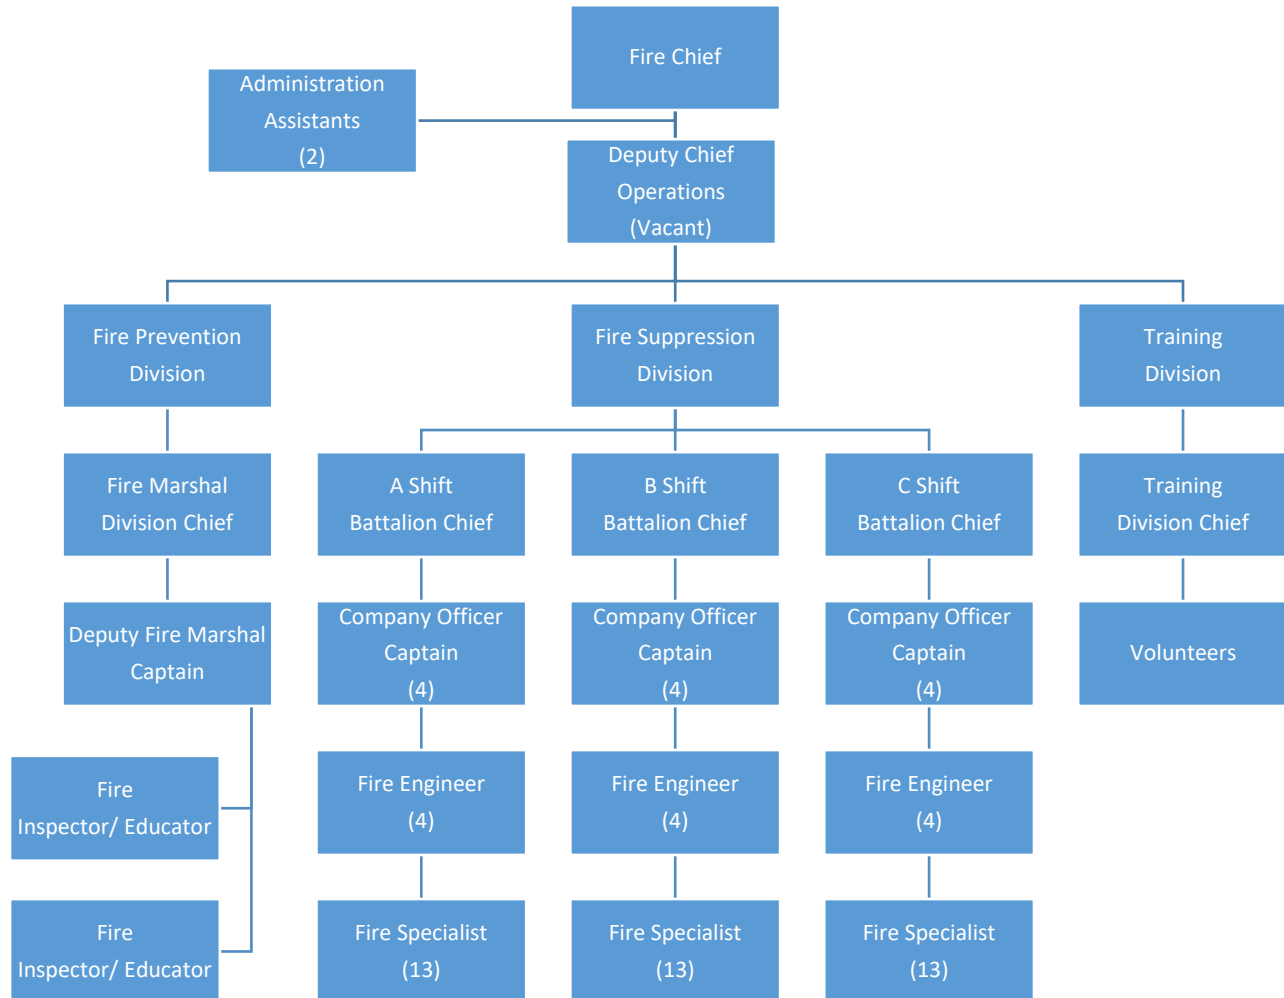 Fire Chief
Administration
Assistants
(2)
Deputy Chief
Operations
(Vacant)
Fire Prevention
Division
Fire Suppression
Division
Training
Division
Fire Marshal
Division Chief
A Shift
Battalion Chief
B Shift
Battalion Chief
C Shift
Battalion Chief
Training
Division Chief
Deputy Fire Marshal
Captain
Company Officer
Captain
(4)
Company Officer
Captain
(4)
Company Officer
Captain
(4)
Volunteers
Fire
Inspector/ Educator
Fire Engineer
(4)
Fire Engineer
(4)
Fire Engineer
(4)
Fire
Inspector/ Educator
Fire Specialist
(13)
Fire Specialist
(13)
Fire Specialist
(13)